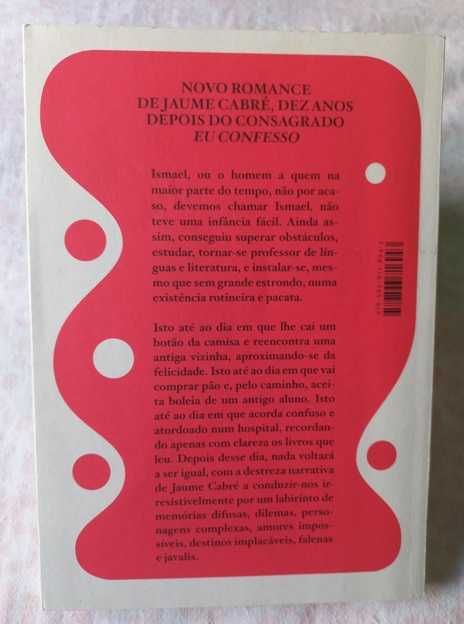 NOVO ROMANCE
DE JAUME CABRÉ, DEZ ANOS
DEPOIS DO CONSAGRADO
EU CONFESSO
Ismael, ou o homem a quem na
maior parte do tempo, não por aca-
so, devemos chamar Ismael, não
teve uma infância fácil. Ainda as-
sim, conseguiu superar obstáculos,
estudar, tornar-se professor de lín-
guas e literatura, e instalar-se, mes-
mo que sem grande estrondo, numa
existência rotineira e pacata.
Isto até ao dia em que lhe cai um
botão da camisa e reencontra uma
antiga vizinha, aproximando-se da
felicidade. Isto até ao dia em que vai
comprar pão e, pelo caminho, acei-
ta boleia de um antigo aluno. Isto
até ao dia em que acorda confuso e
atordoado num hospital, recordan-
do apenas com clareza os livros que
leu. Depois desse dia, nada voltará
a ser igual, com a destreza narrativa
de Jaume Cabré a conduzir-nos ir-
resistivelmente por um labirinto de
memórias difusas, dilemas, perso-
nagens complexas, amores impos-
síveis, destinos implacáveis, falenas
e javalis.